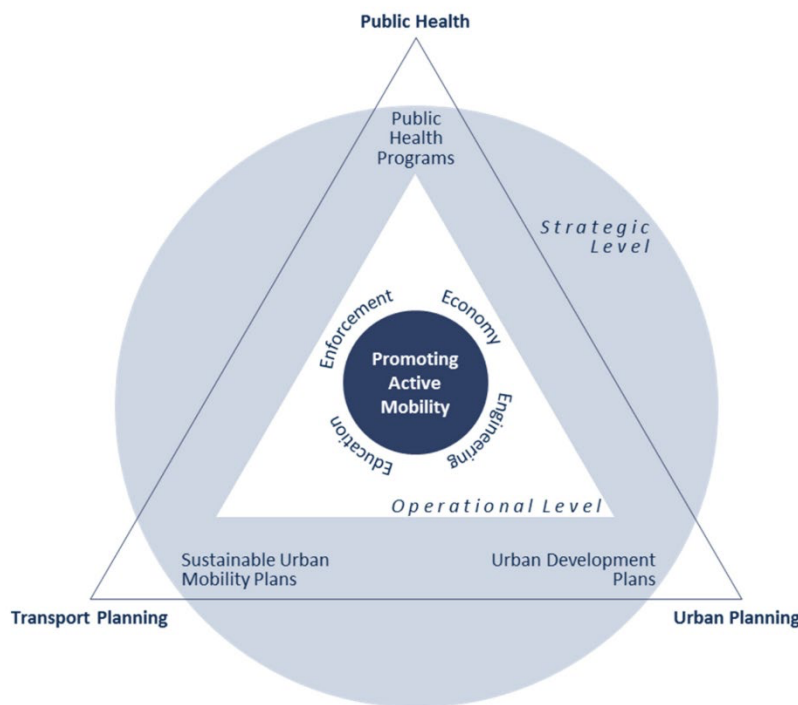 Public Health
Public
Health
Programs
Strategic
Level
Enforcement
Economy
Promoting
Active
Mobility
Education
Engineering
Operational Level
Sustainable Urban
Mobility Plans
Urban Development
Plans
Transport Planning
Urban Planning